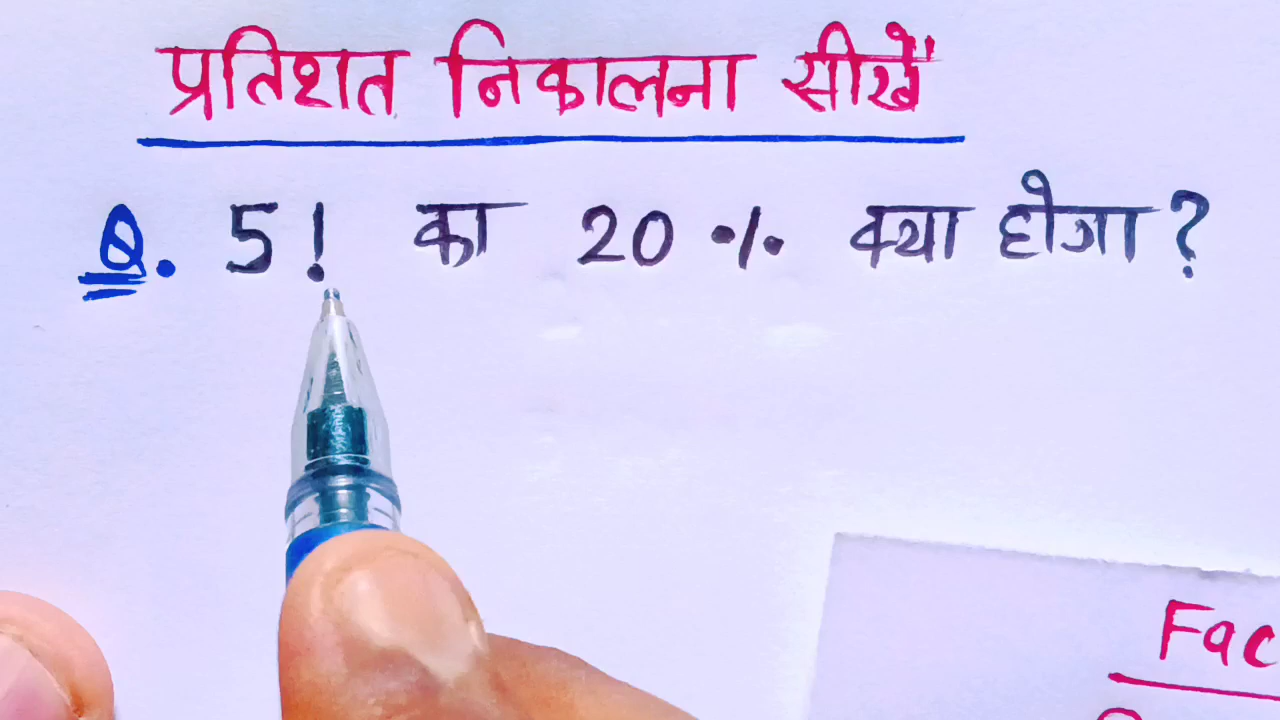 प्रतिशत निकालना सीखें
Q. 5! का 20 % क्या होगा?
Fac